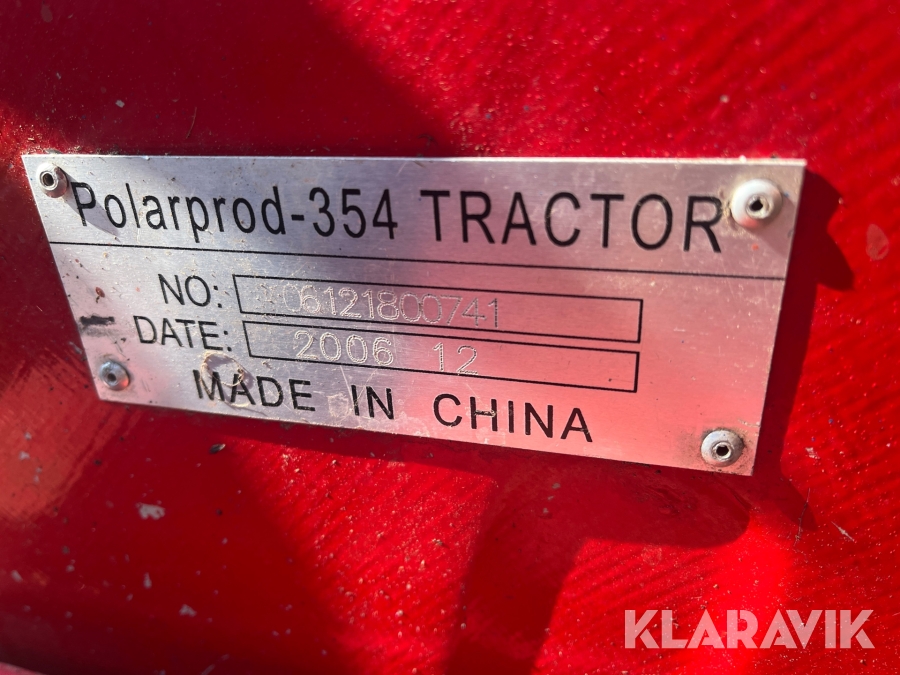 Polarprod-354 TRACTOR
NO:
DATE: 2006 12
MADE IN CHINA
KLARAVIK